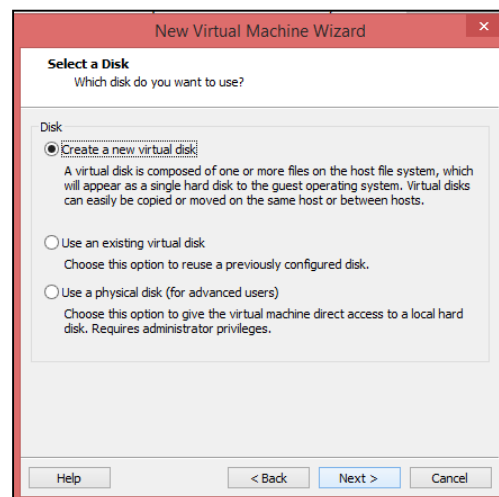 New Virtual Machine Wizard
Select a Disk
Which disk do you want to use?
Disk
Create a new virtual disk
A virtual disk is composed of one or more files on the host file system, which
will appear as a single hard disk to the guest operating system. Virtual disks
can easily be copied or moved on the same host or between hosts.
Use an existing virtual disk
Choose this option to reuse a previously configured disk.
Use a physical disk (for advanced users)
Choose this option to give the virtual machine direct access to a local hard
disk. Requires administrator privileges.
Help < Back Next > Cancel